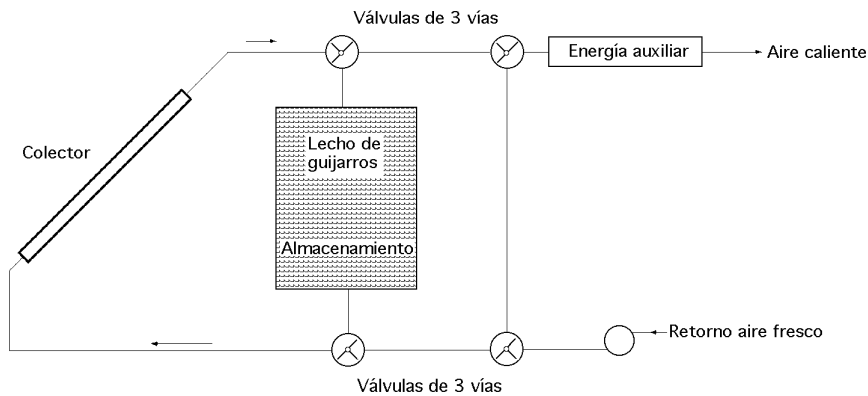 Válvulas de 3 vías
Energía auxiliar
Aire caliente
Colector
Lecho de
guijarros
Almacenamiento
Retorno aire fresco
Válvulas de 3 vías